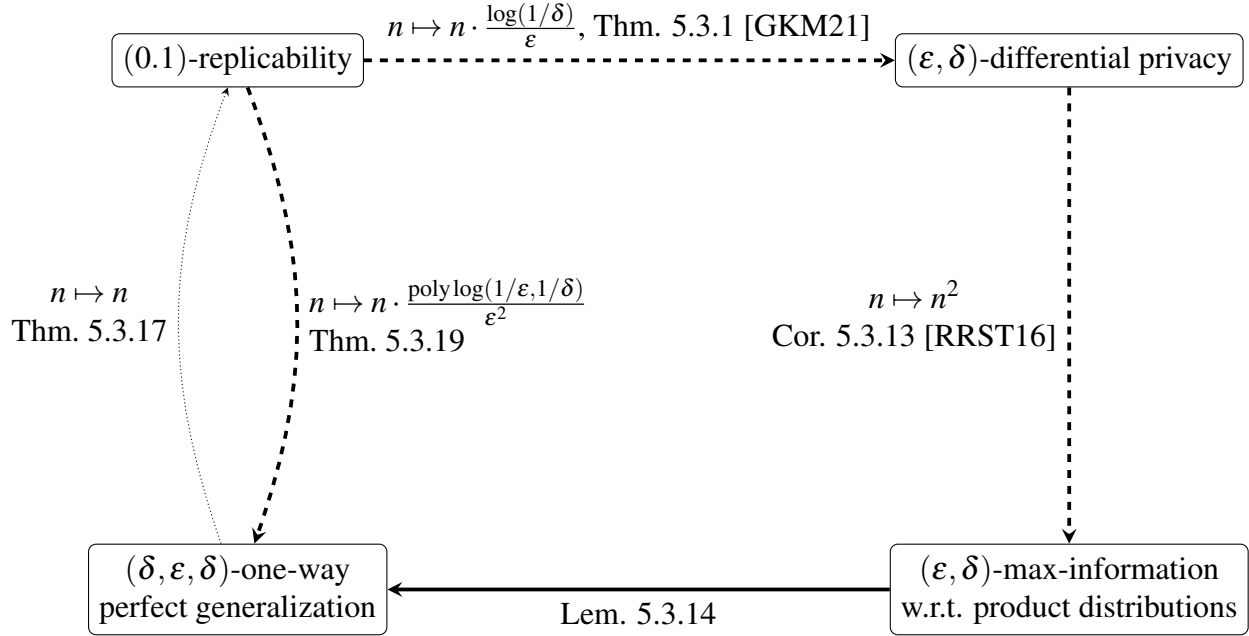 n ↦ n · log(1/δ)/ε, Thm. 5.3.1 [GKM21]
(0.1)-replicability
(ε, δ)-differential privacy
n ↦ n
Thm. 5.3.17
n ↦ n · polylog(1/ε,1/δ)/ε²
Thm. 5.3.19
n ↦ n²
Cor. 5.3.13 [RRST16]
(δ, ε, δ)-one-way
perfect generalization
Lem. 5.3.14
(ε, δ)-max-information
w.r.t. product distributions